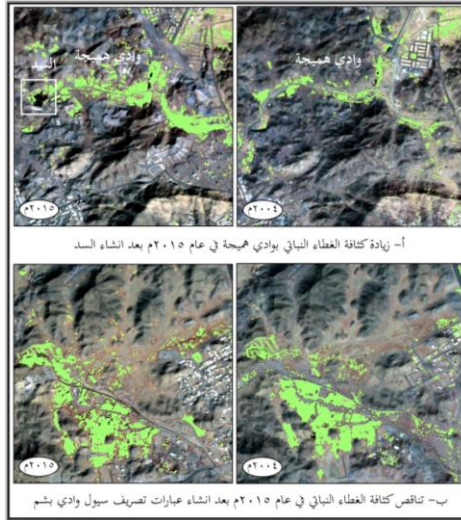 وادي هميجة
السد
وادي هميجة
٢٠١٥م
٢٠٠٤م
أ- زيادة كثافة الغطاء النباتي بوادي هميجة في عام ٢٠١٥م بعد انشاء السد
٢٠١٥م
٢٠٠٤م
ب- تناقص كثافة الغطاء النباتي في عام ٢٠١٥م بعد انشاء عبارات تصريف سيول وادي بشم